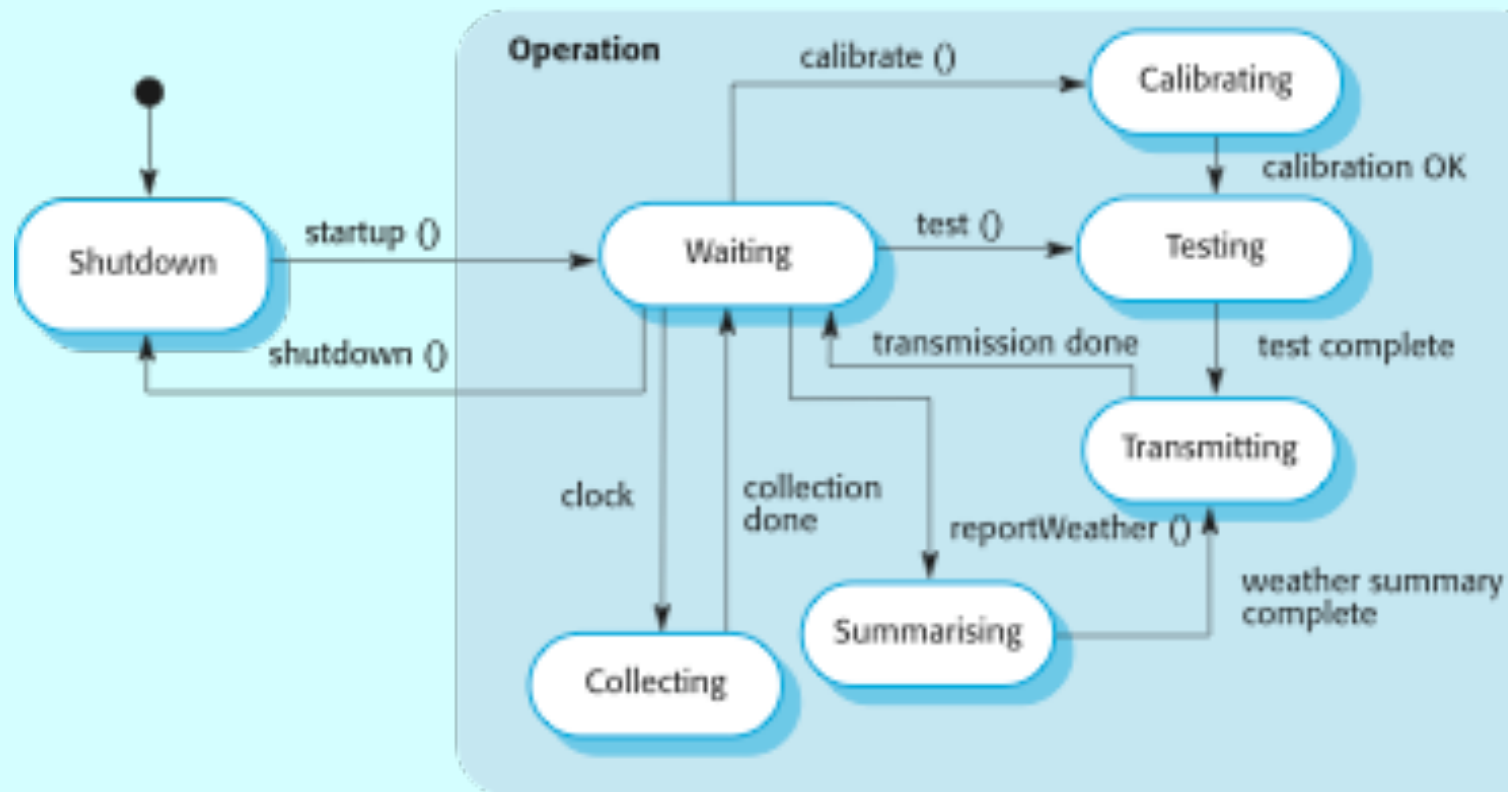 Operation
calibrate ()
Calibrating
calibration OK
startup ()
Shutdown
Waiting
test ()
Testing
shutdown ()
transmission done
test complete
Transmitting
clock
collection
done
reportWeather ()
weather summary
complete
Summarising
Collecting